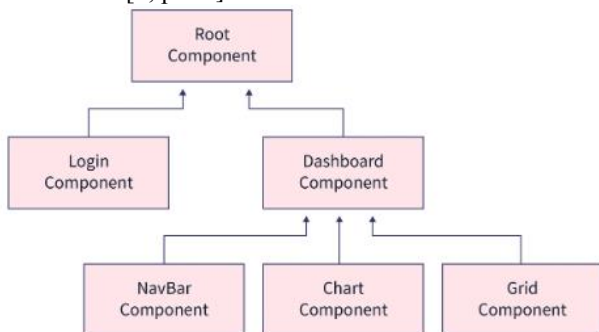 Root
Component
Login
Component
Dashboard
Component
NavBar
Component
Chart
Component
Grid
Component